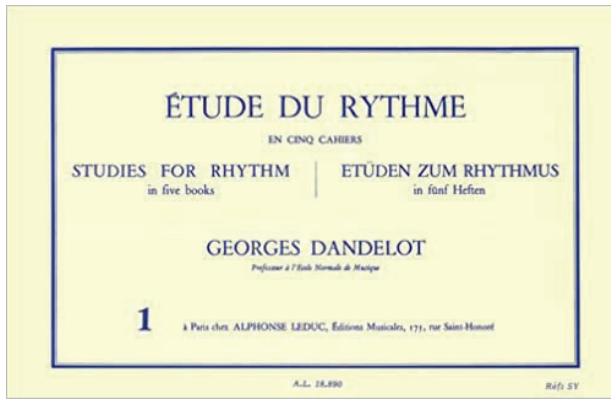 ÉTUDE DU RYTHME
EN CINQ CAHIERS
STUDIES FOR RHYTHM
in five books
ETÜDEN ZUM RHYTHMUS
in fünf Heften
GEORGES DANDELOT
Professeur à l'Ecole Normale de Musique
1 à Paris chez ALPHONSE LEDUC, Éditions Musicales, 175, rue Saint-Honoré
A.L. 18.890
Réfs SY